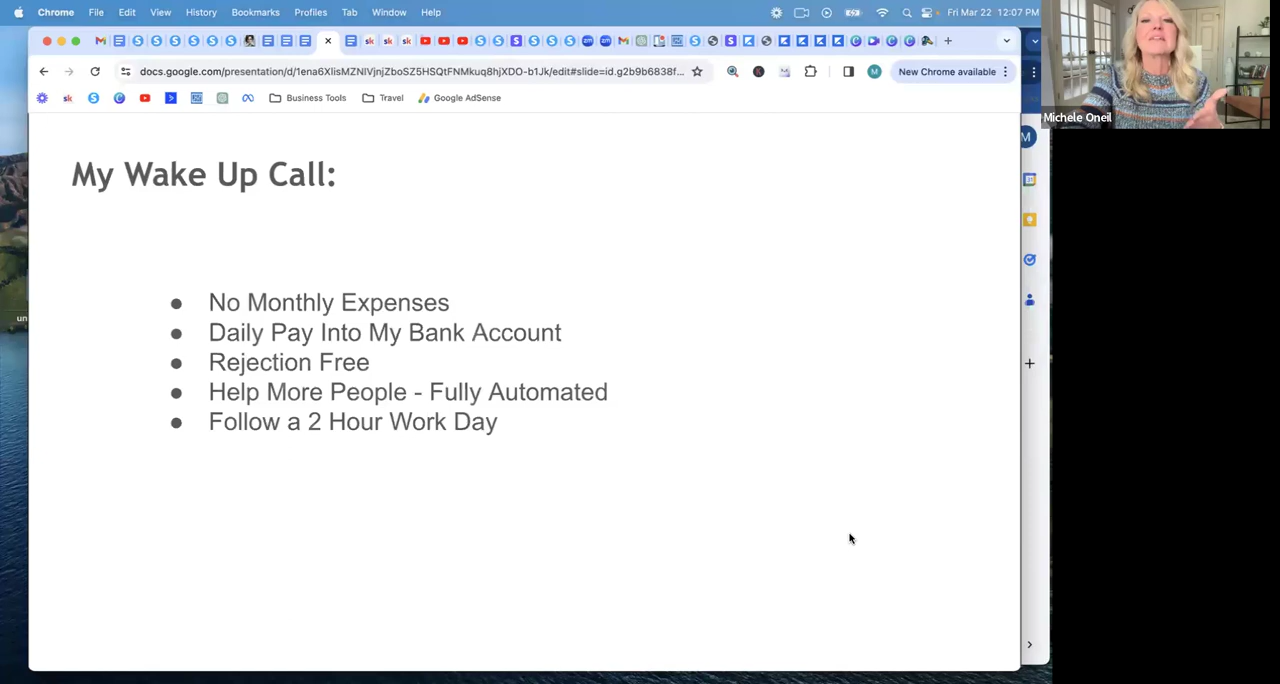 Chrome File Edit View History Bookmarks Profiles Tab Window Help Fri Mar 22 12:07 PM
docs.google.com/presentation/d/1ena6XlisMZNlVjnjZboSZ5HSQtFNMkuq8hjXDO-b1Jk/edit#slide=id.g2b9b6838f... New Chrome available
Business Tools Travel Google AdSense
Michele Oneil
My Wake Up Call:
● No Monthly Expenses
● Daily Pay Into My Bank Account
● Rejection Free
● Help More People - Fully Automated
● Follow a 2 Hour Work Day
un